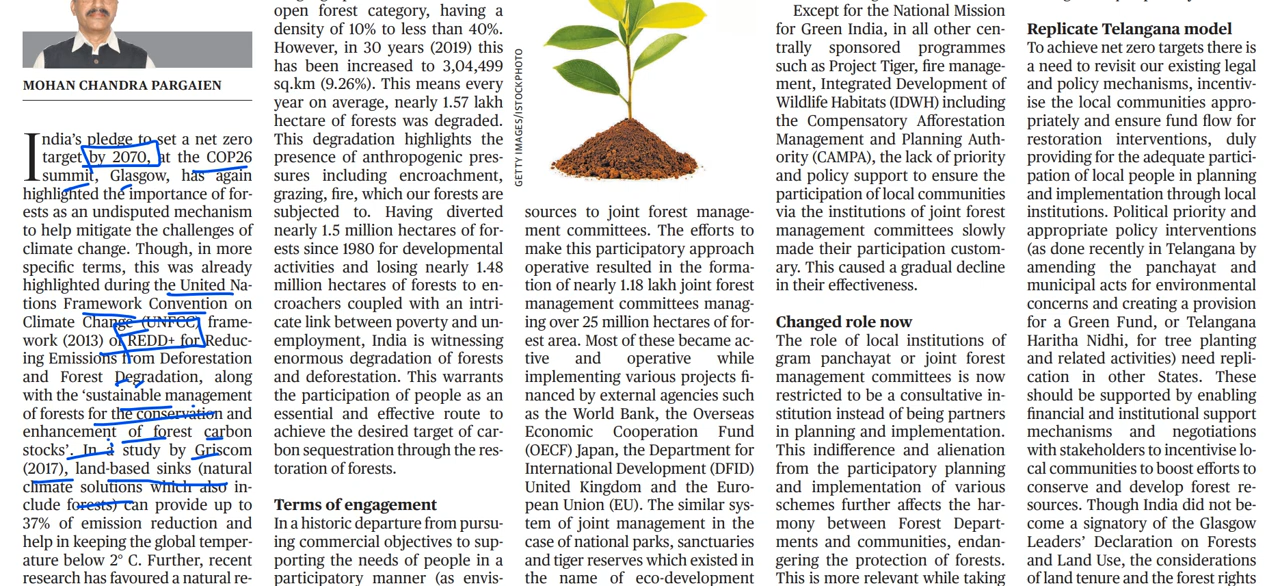 MOHAN CHANDRA PARGAIEN
India's pledge to set a net zero
target by 2070, at the COP26
summit, Glasgow, has again
highlighted the importance of for-
ests as an undisputed mechanism
to help mitigate the challenges of
climate change. Though, in more
specific terms, this was already
highlighted during the United Na-
tions Framework Convention on
Climate Change (UNFCC) frame-
work (2013) of REDD+ for Reduc-
ing Emissions from Deforestation
and Forest Degradation, along
with the ‘sustainable management
of forests for the conservation and
enhancement of forest carbon
stocks’. In a study by Griscom
(2017), land-based sinks (natural
climate solutions which also in-
clude forests) can provide up to
37% of emission reduction and
help in keeping the global temper-
ature below 2° C. Further, recent
research has favoured a natural re-
open forest category, having a
density of 10% to less than 40%.
However, in 30 years (2019) this
has been increased to 3,04,499
sq.km (9.26%). This means every
year on average, nearly 1.57 lakh
hectare of forests was degraded.
This degradation highlights the
presence of anthropogenic pres-
sures including encroachment,
grazing, fire, which our forests are
subjected to. Having diverted
nearly 1.5 million hectares of for-
ests since 1980 for developmental
activities and losing nearly 1.48
million hectares of forests to en-
croachers coupled with an intri-
cate link between poverty and un-
employment, India is witnessing
enormous degradation of forests
and deforestation. This warrants
the participation of people as an
essential and effective route to
achieve the desired target of car-
bon sequestration through the res-
toration of forests.
Terms of engagement
In a historic departure from pursu-
ing commercial objectives to sup-
porting the needs of people in a
participatory manner (as envis-
GETTY IMAGES/ISTOCKPHOTO
sources to joint forest manage-
ment committees. The efforts to
make this participatory approach
operative resulted in the forma-
tion of nearly 1.18 lakh joint forest
management committees manag-
ing over 25 million hectares of for-
est area. Most of these became ac-
tive and operative while
implementing various projects fi-
nanced by external agencies such
as the World Bank, the Overseas
Economic Cooperation Fund
(OECF) Japan, the Department for
International Development (DFID)
United Kingdom and the Euro-
pean Union (EU). The similar sys-
tem of joint management in the
case of national parks, sanctuaries
and tiger reserves which existed in
the name of eco-development
Except for the National Mission
for Green India, in all other cen-
trally sponsored programmes
such as Project Tiger, fire manage-
ment, Integrated Development of
Wildlife Habitats (IDWH) including
the Compensatory Afforestation
Management and Planning Auth-
ority (CAMPA), the lack of priority
and policy support to ensure the
participation of local communities
via the institutions of joint forest
management committees slowly
made their participation custom-
ary. This caused a gradual decline
in their effectiveness.
Changed role now
The role of local institutions of
gram panchayat or joint forest
management committees is now
restricted to be a consultative in-
stitution instead of being partners
in planning and implementation.
This indifference and alienation
from the participatory planning
and implementation of various
schemes further affects the har-
mony between Forest Depart-
ments and communities, endan-
gering the protection of forests.
This is more relevant while taking
Replicate Telangana model
To achieve net zero targets there is
a need to revisit our existing legal
and policy mechanisms, incentiv-
ise the local communities appro-
priately and ensure fund flow for
restoration interventions, duly
providing for the adequate partici-
pation of local people in planning
and implementation through local
institutions. Political priority and
appropriate policy interventions
(as done recently in Telangana by
amending the panchayat and
municipal acts for environmental
concerns and creating a provision
for a Green Fund, or Telangana
Haritha Nidhi, for tree planting
and related activities) need repli-
cation in other States. These
should be supported by enabling
financial and institutional support
mechanisms and negotiations
with stakeholders to incentivise lo-
cal communities to boost efforts to
conserve and develop forest re-
sources. Though India did not be-
come a signatory of the Glasgow
Leaders' Declaration on Forests
and Land Use, the considerations
of land tenure and the forest rights